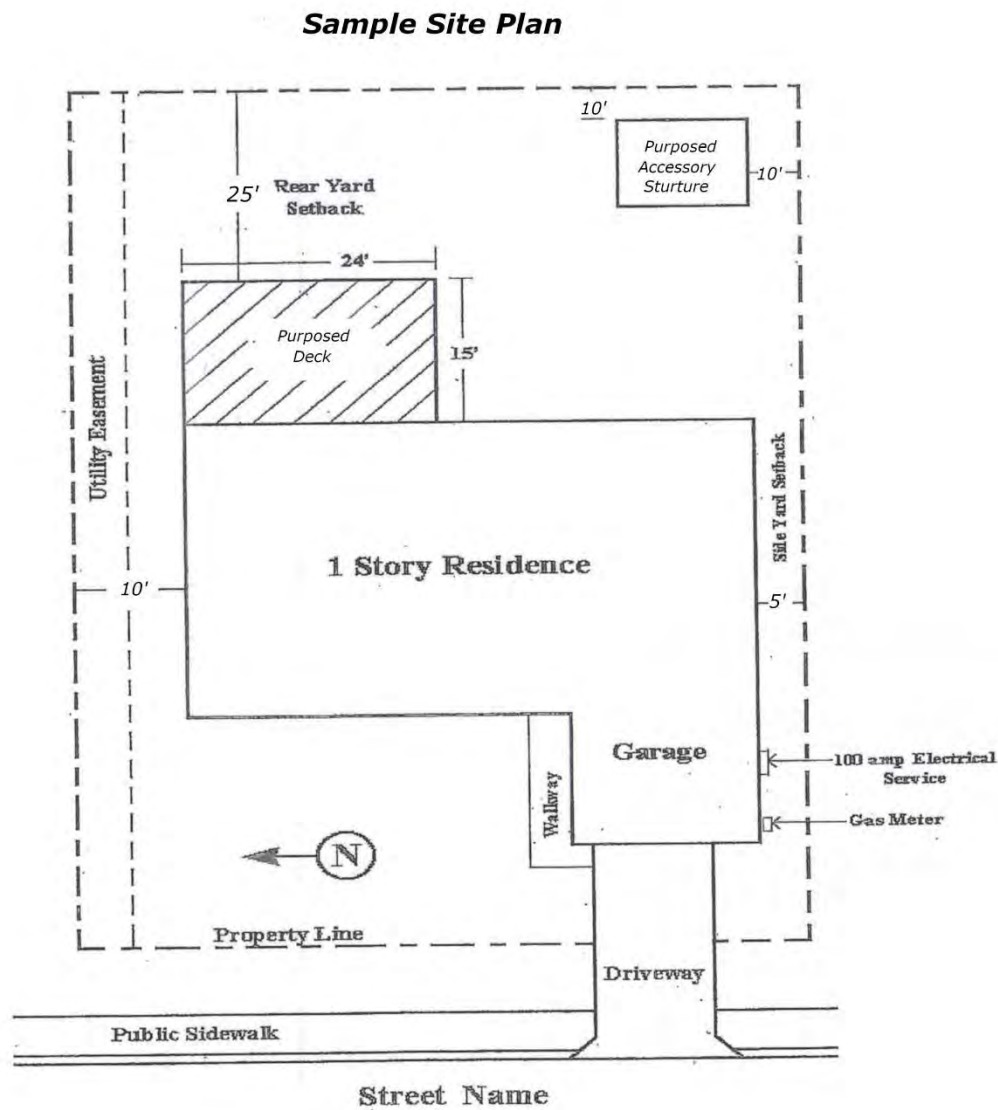 Sample Site Plan
10'
Purposed
Accessory
Sturture
10'
Rear Yard
Setback
25'
24'
Purposed
Deck
15'
Utility Easement
Side Yard Setback
1 Story Residence
10'
5'
Garage
100 amp Electrical
Service
Walkway
Gas Meter
N
Property Line
Driveway
Public Sidewalk
Street Name